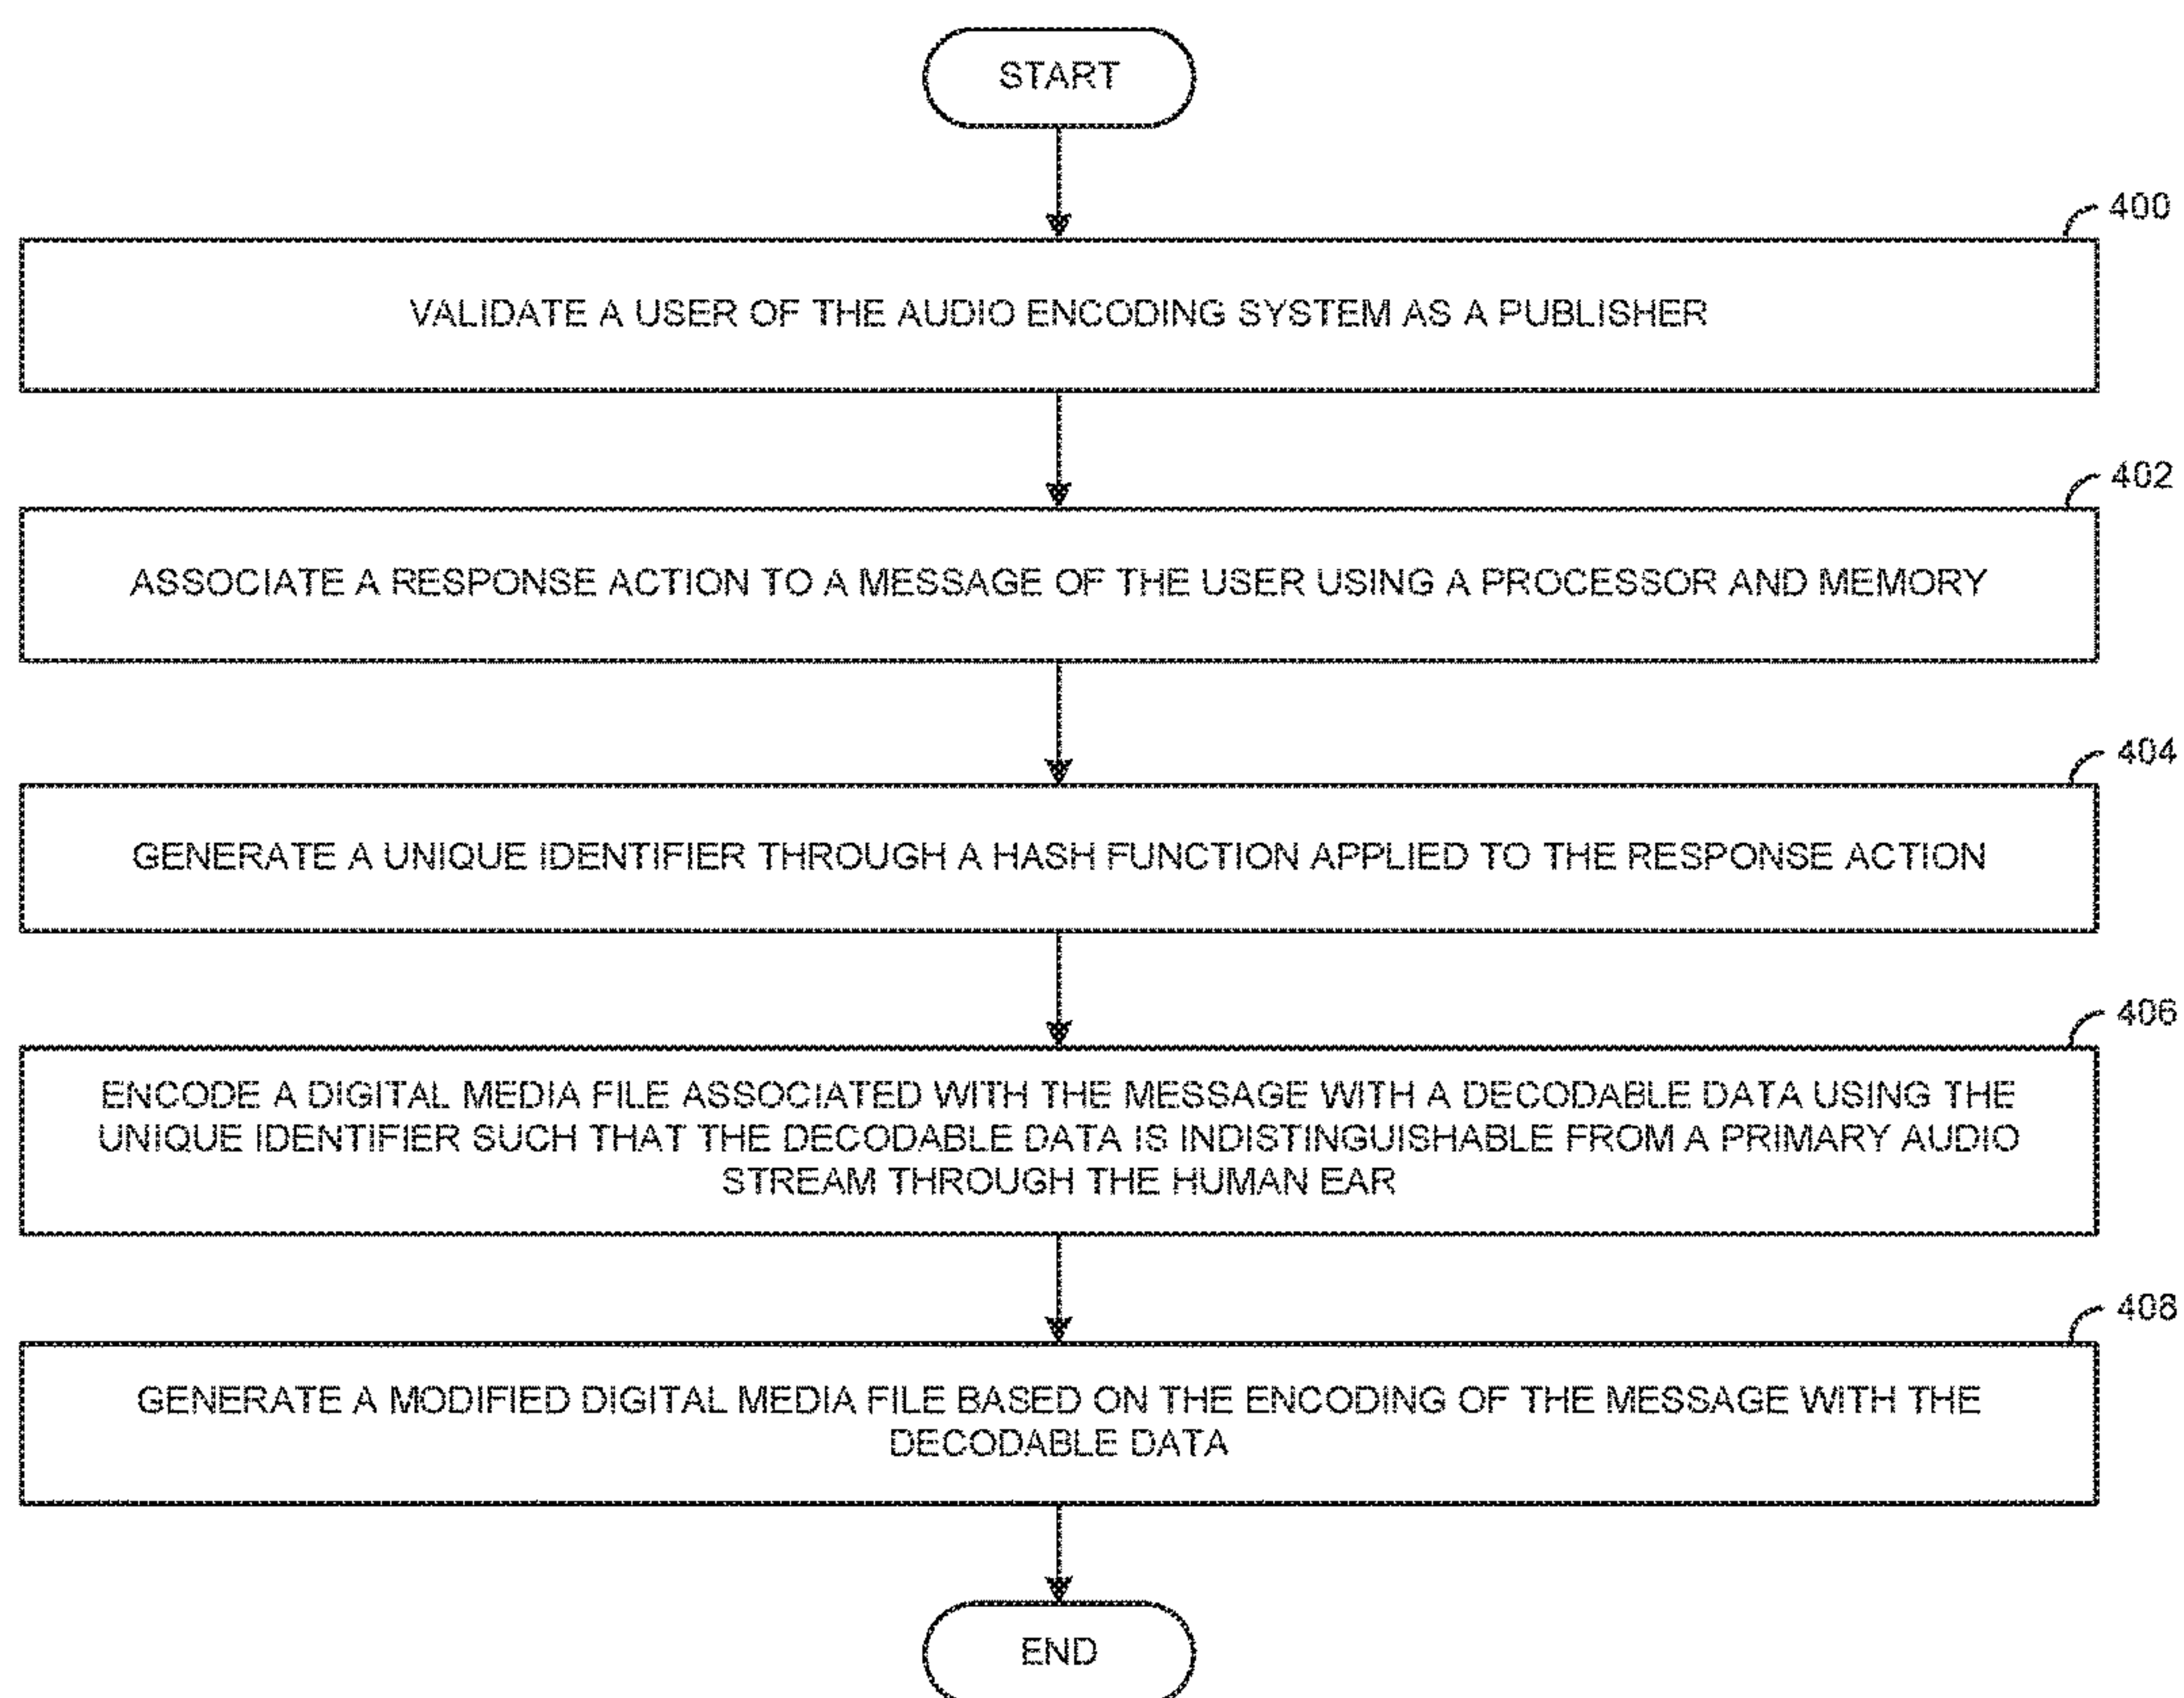 START
400
VALIDATE A USER OF THE AUDIO ENCODING SYSTEM AS A PUBLISHER
402
ASSOCIATE A RESPONSE ACTION TO A MESSAGE OF THE USER USING A PROCESSOR AND MEMORY
404
GENERATE A UNIQUE IDENTIFIER THROUGH A HASH FUNCTION APPLIED TO THE RESPONSE ACTION
406
ENCODE A DIGITAL MEDIA FILE ASSOCIATED WITH THE MESSAGE WITH A DECODABLE DATA USING THE
UNIQUE IDENTIFIER SUCH THAT THE DECODABLE DATA IS INDISTINGUISHABLE FROM A PRIMARY AUDIO
STREAM THROUGH THE HUMAN EAR
408
GENERATE A MODIFIED DIGITAL MEDIA FILE BASED ON THE ENCODING OF THE MESSAGE WITH THE
DECODABLE DATA
END